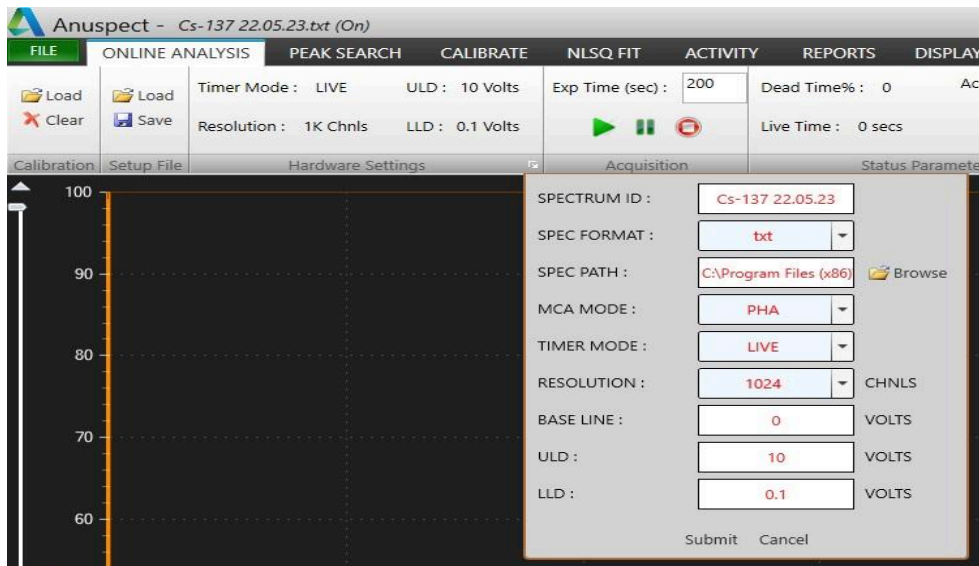 Anuspect - Cs-137 22.05.23.txt (On)
FILE ONLINE ANALYSIS PEAK SEARCH CALIBRATE NLSQ FIT ACTIVITY REPORTS DISPLAY
Load Load Timer Mode : LIVE ULD : 10 Volts Exp Time (sec) : 200 Dead Time% : 0 Ac
Clear Save Resolution : 1K Chnls LLD : 0.1 Volts Live Time : 0 secs
Calibration Setup File Hardware Settings Acquisition Status Paramete
100
90
80
70
60
SPECTRUM ID : Cs-137 22.05.23
SPEC FORMAT : txt
SPEC PATH : C:\Program Files (x86) Browse
MCA MODE : PHA
TIMER MODE : LIVE
RESOLUTION : 1024 CHNLS
BASE LINE : 0 VOLTS
ULD : 10 VOLTS
LLD : 0.1 VOLTS
Submit Cancel